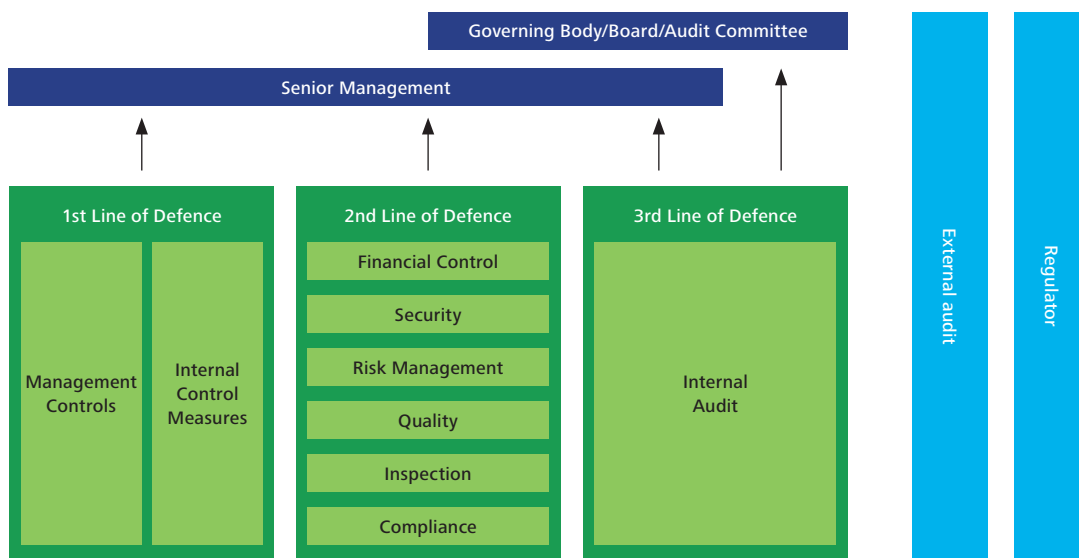 Governing Body/Board/Audit Committee
Senior Management
1st Line of Defence
Management
Controls
Internal
Control
Measures
2nd Line of Defence
Financial Control
Security
Risk Management
Quality
Inspection
Compliance
3rd Line of Defence
Internal
Audit
External audit
Regulator